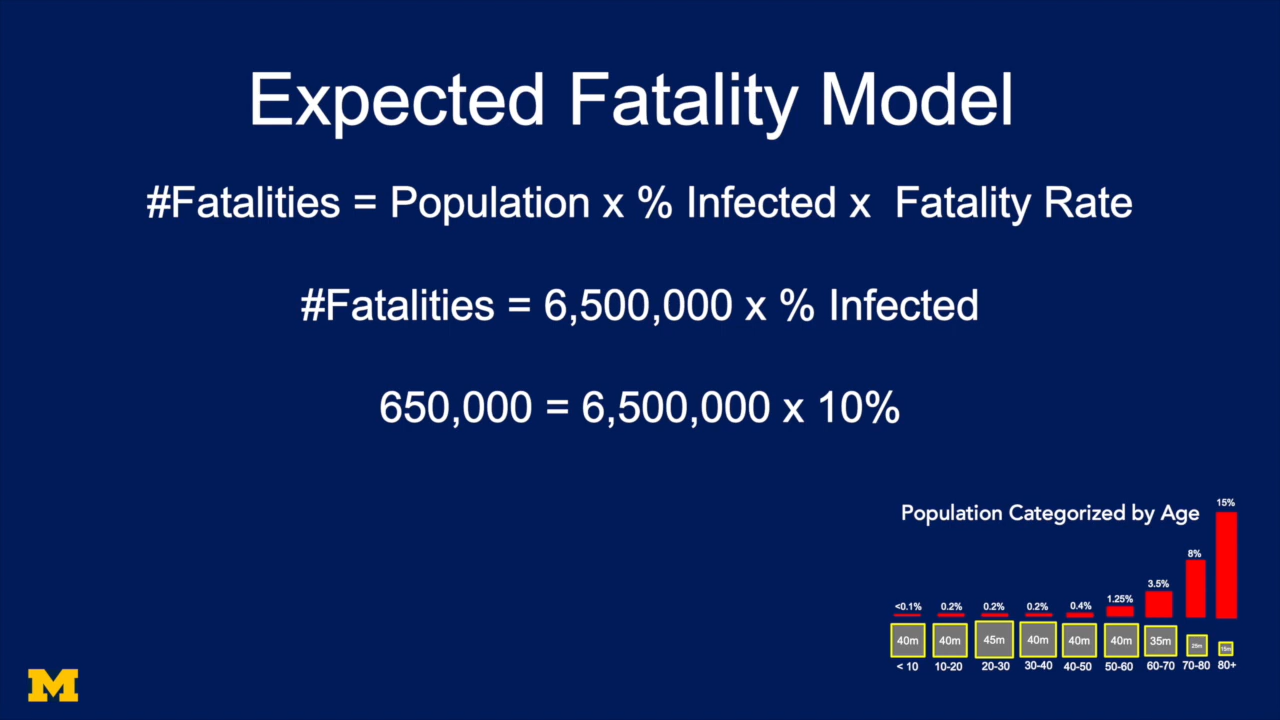 Expected Fatality Model
#Fatalities = Population x % Infected x Fatality Rate
#Fatalities = 6,500,000 x % Infected
650,000 = 6,500,000 x 10%
Population Categorized by Age
15%
8%
3.5%
1.25%
<0.1% 0.2% 0.2% 0.2% 0.4%
40m 40m 45m 40m 40m 40m 35m 25m 15m
< 10 10-20 20-30 30-40 40-50 50-60 60-70 70-80 80+
M